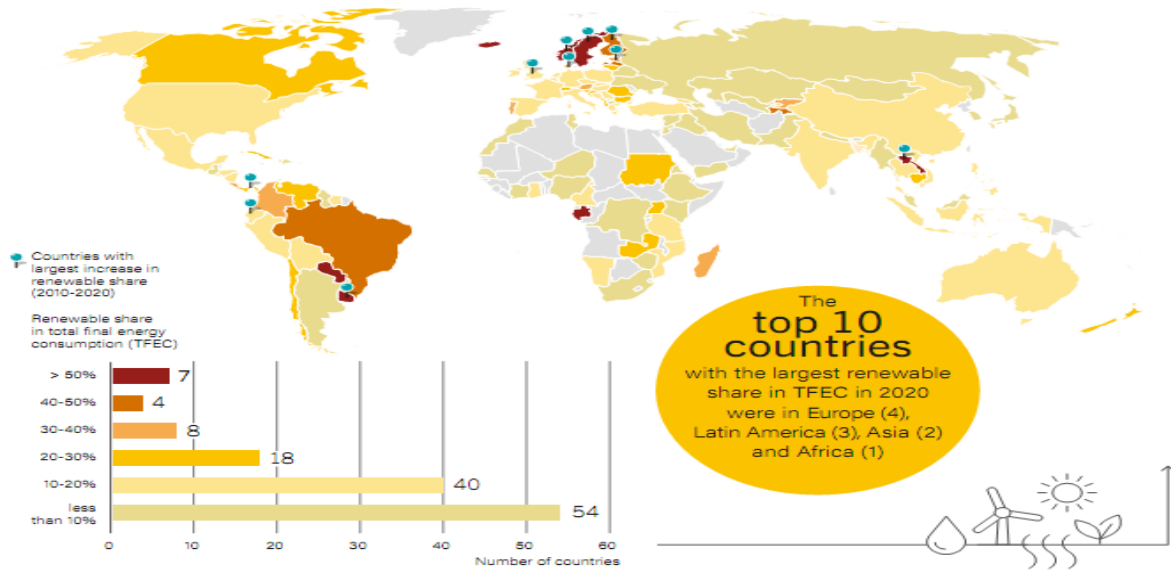 Countries with
largest increase in
renewable share
(2010-2020)
Renewable share
in total final energy
consumption (TFEC)
> 50%
7
40-50%
4
30-40%
8
20-30%
18
10-20%
40
less
than 10%
54
0 10 20 30 40 50 60
Number of countries
The
top 10
countries
with the largest renewable
share in TFEC in 2020
were in Europe (4),
Latin America (3), Asia (2)
and Africa (1)